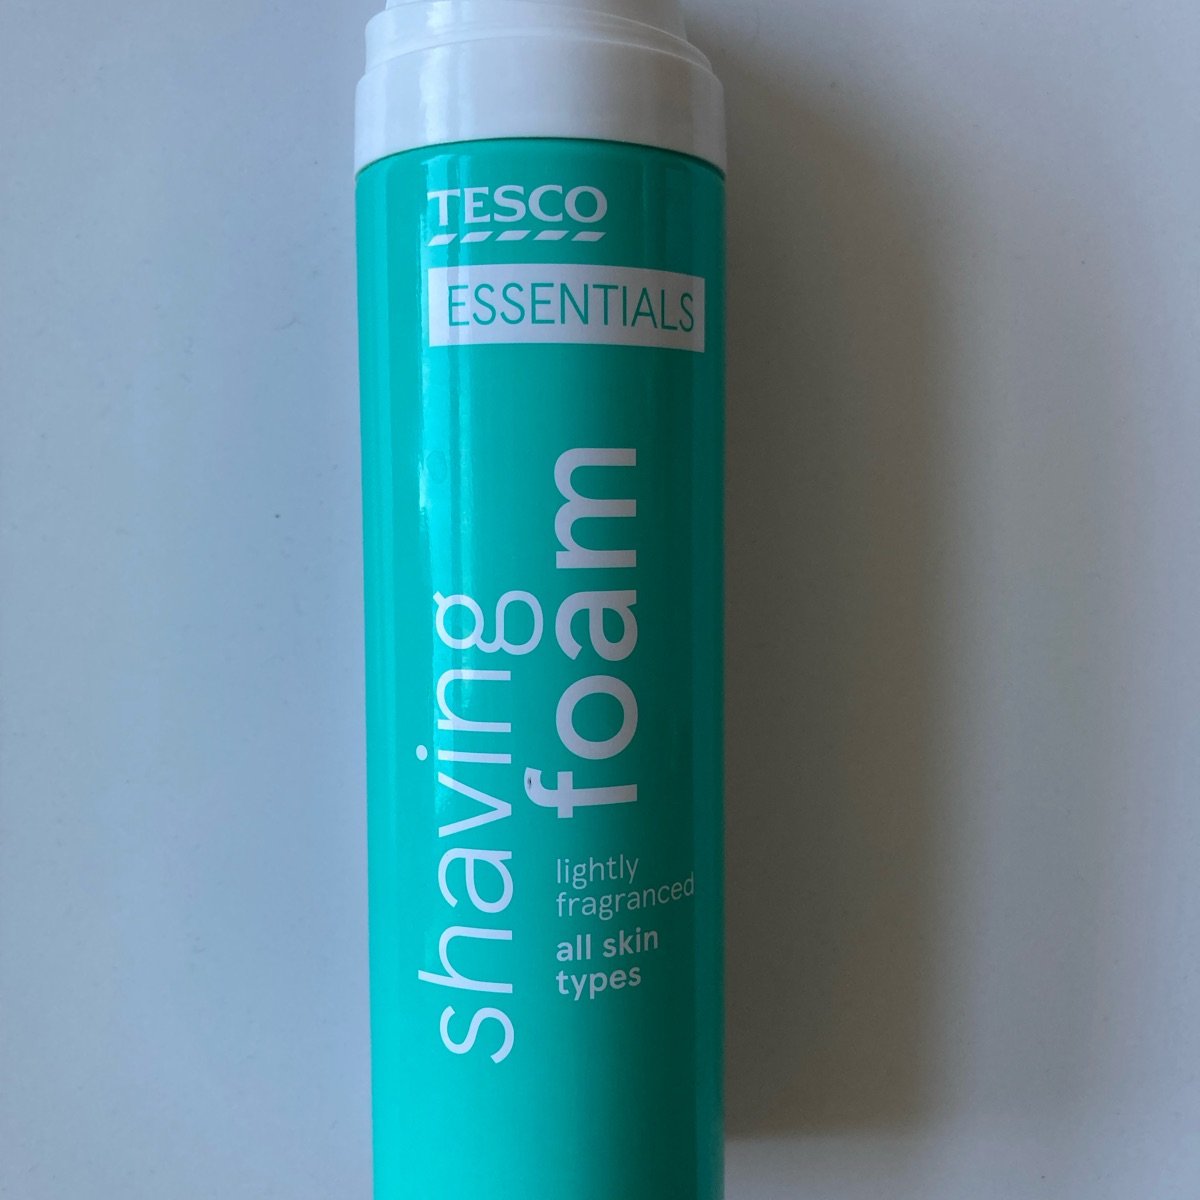 TESCO
ESSENTIALS
shaving
foam
lightly
fragranced
all skin
types